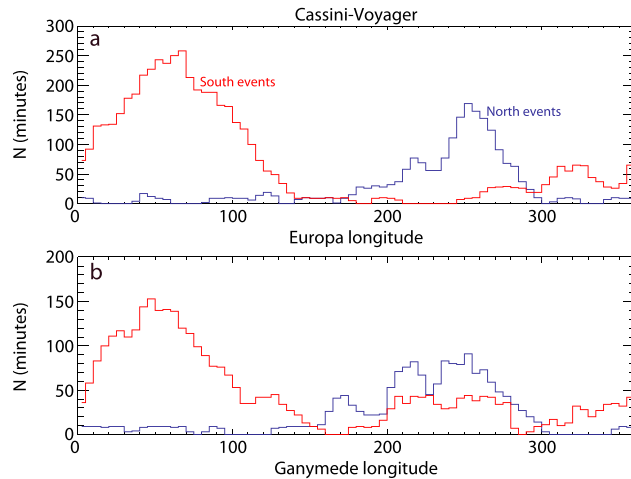 Cassini-Voyager
300
250
200
150
100
50
0
N (minutes)
a
South events
North events
0 100 200 300
Europa longitude
200
150
100
50
0
N (minutes)
b
0 100 200 300
Ganymede longitude